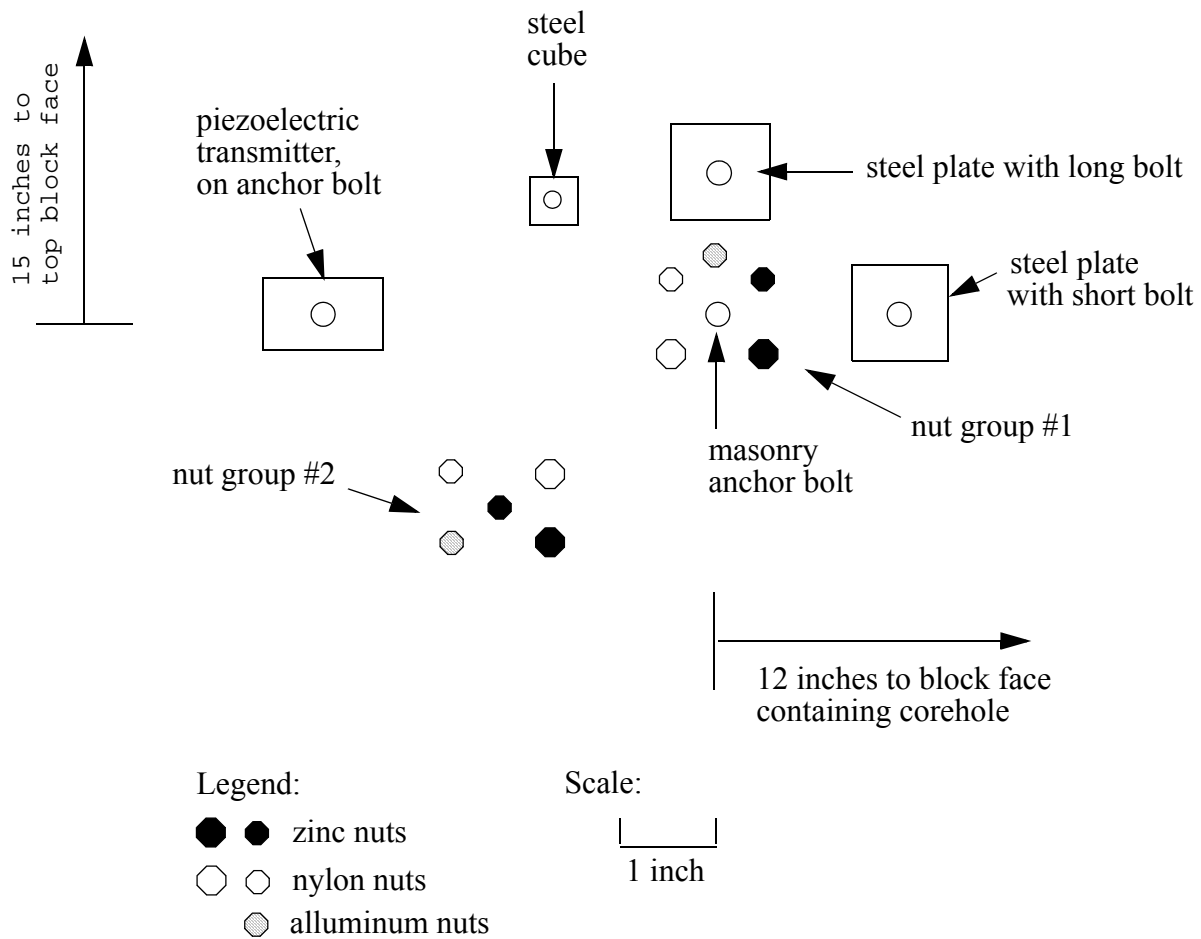 steel
cube
15 inches to
top block face
piezoelectric
transmitter,
on anchor bolt
steel plate with long bolt
steel plate
with short bolt
nut group #1
masonry
anchor bolt
nut group #2
12 inches to block face
containing corehole
Legend:
zinc nuts
nylon nuts
alluminum nuts
Scale:
1 inch